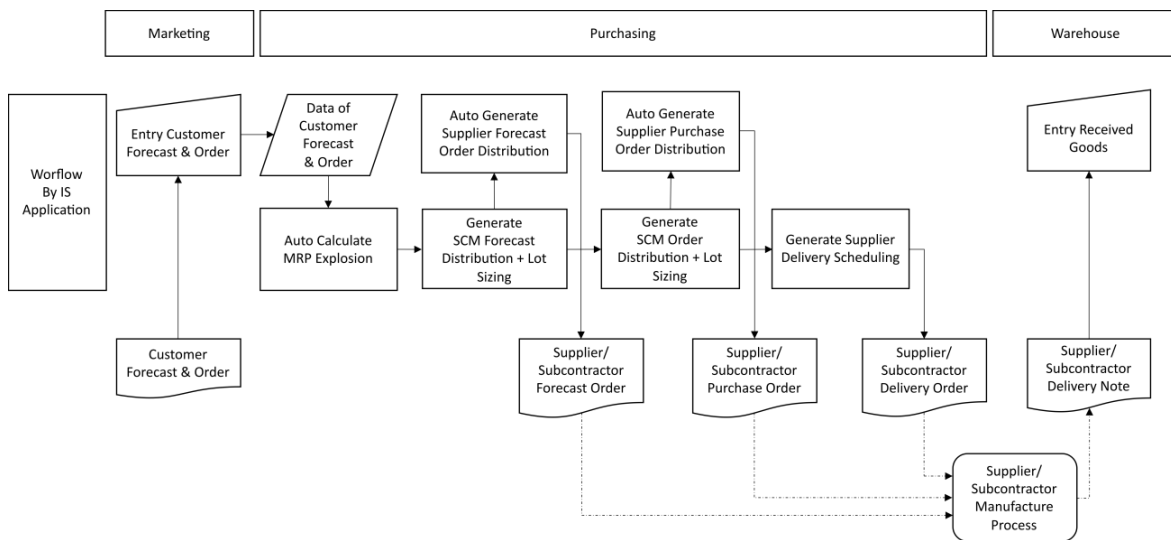 Marketing
Purchasing
Warehouse
Worflow
By IS
Application
Entry Customer
Forecast & Order
Data of
Customer
Forecast
& Order
Auto Generate
Supplier Forecast
Order Distribution
Auto Generate
Supplier Purchase
Order Distribution
Entry Received
Goods
Auto Calculate
MRP Explosion
Generate
SCM Forecast
Distribution + Lot
Sizing
Generate
SCM Order
Distribution + Lot
Sizing
Generate Supplier
Delivery Scheduling
Customer
Forecast & Order
Supplier/
Subcontractor
Forecast Order
Supplier/
Subcontractor
Purchase Order
Supplier/
Subcontractor
Delivery Order
Supplier/
Subcontractor
Delivery Note
Supplier/
Subcontractor
Manufacture
Process